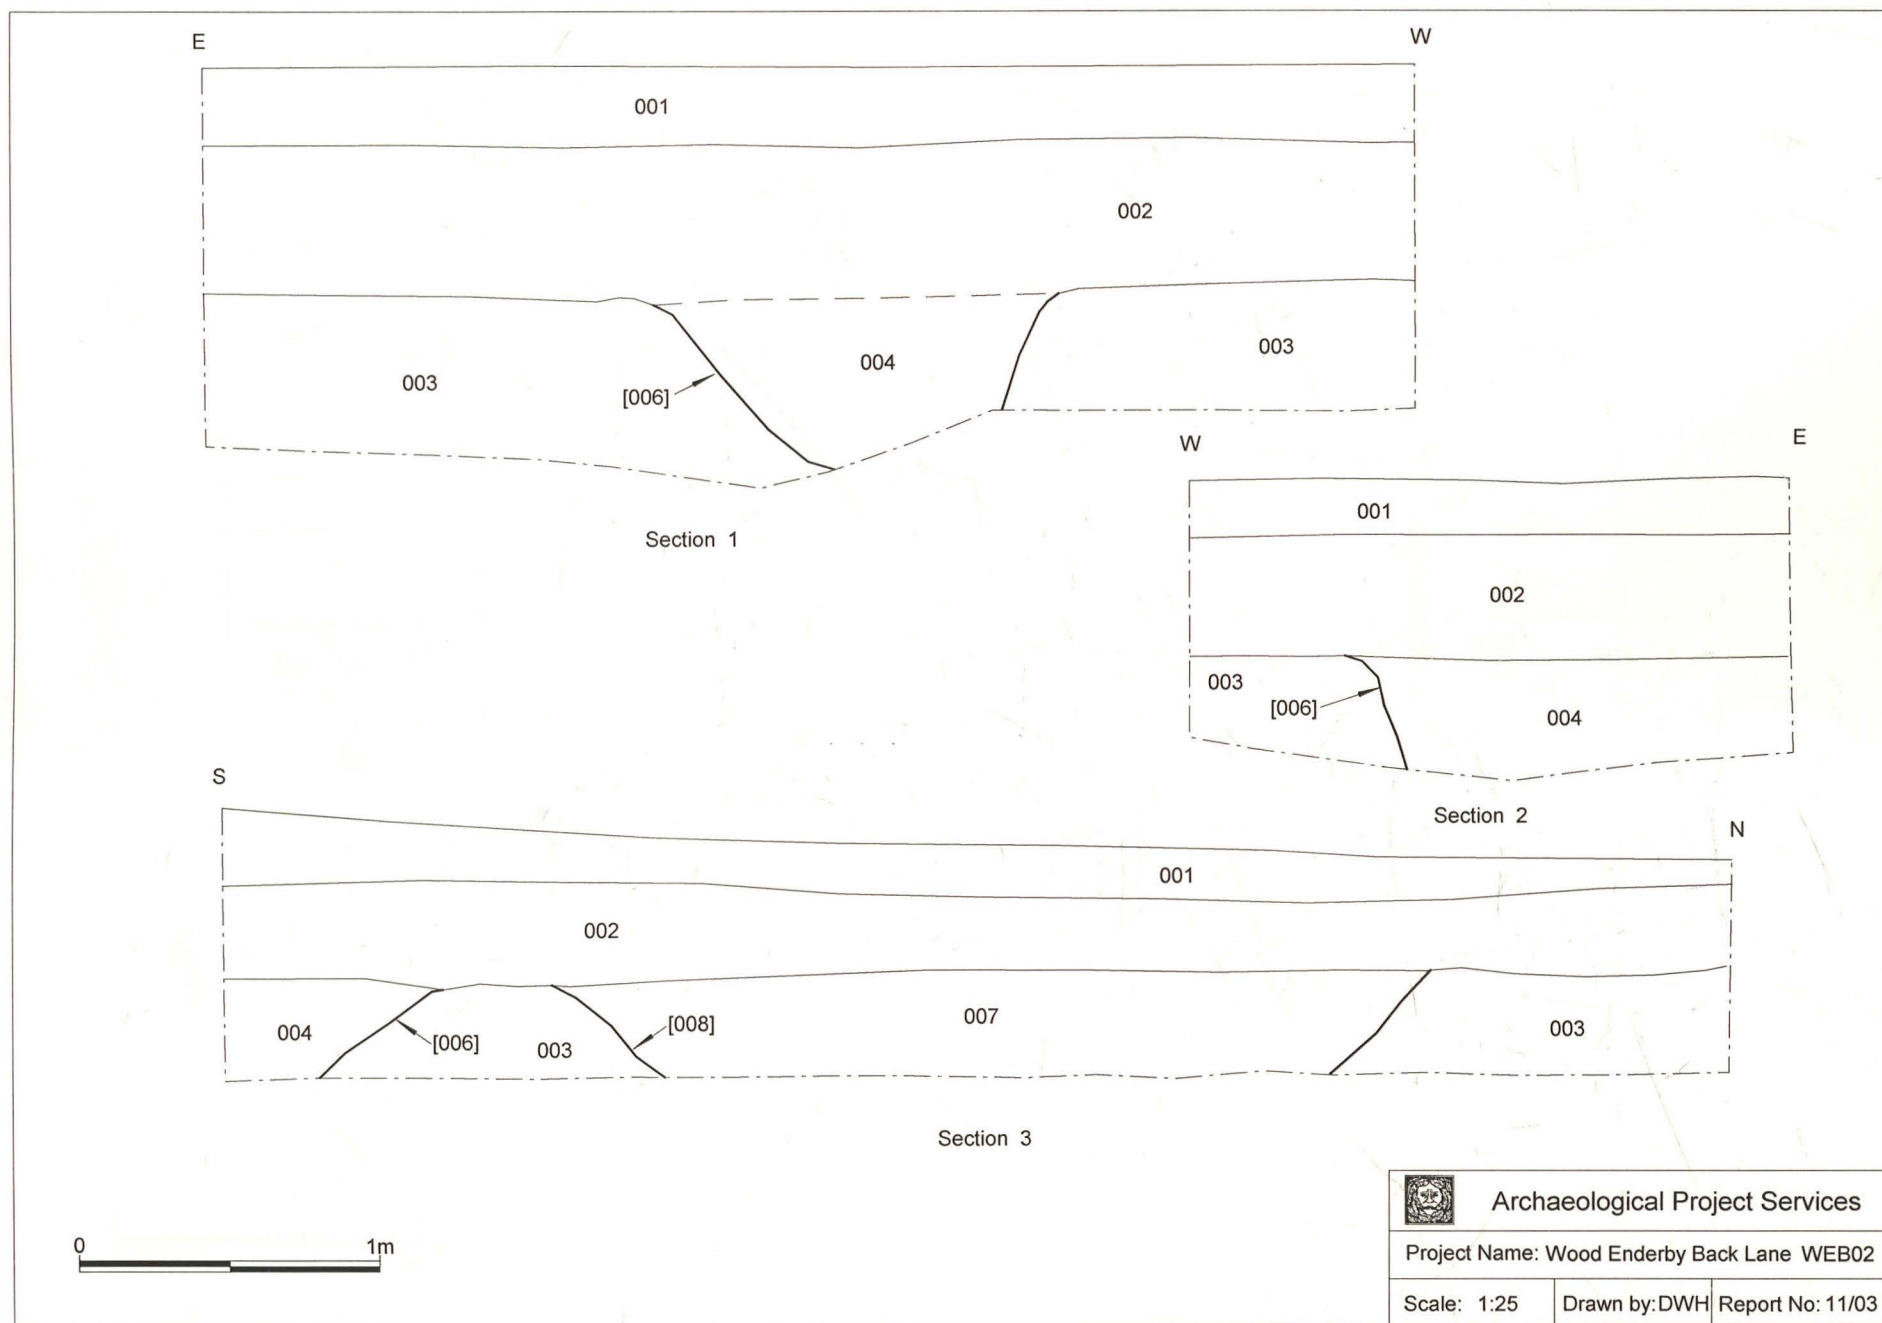 E
W
001
002
003
[006]
004
003
Section 1
W
E
001
002
003
[006]
004
Section 2
S
N
001
002
004
[006]
003
[008]
007
003
Section 3
0
1m
Archaeological Project Services
Project Name: Wood Enderby Back Lane WEB02
Scale: 1:25
Drawn by: DWH
Report No: 11/03